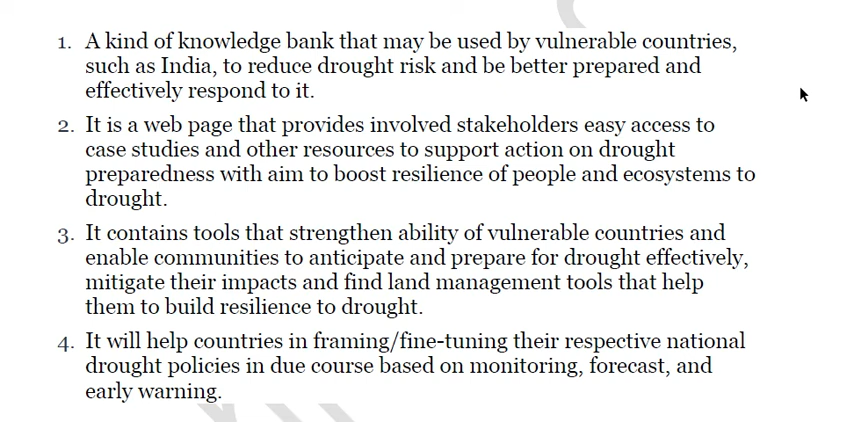 1. A kind of knowledge bank that may be used by vulnerable countries,
such as India, to reduce drought risk and be better prepared and
effectively respond to it.
2. It is a web page that provides involved stakeholders easy access to
case studies and other resources to support action on drought
preparedness with aim to boost resilience of people and ecosystems to
drought.
3. It contains tools that strengthen ability of vulnerable countries and
enable communities to anticipate and prepare for drought effectively,
mitigate their impacts and find land management tools that help
them to build resilience to drought.
4. It will help countries in framing/fine-tuning their respective national
drought policies in due course based on monitoring, forecast, and
early warning.